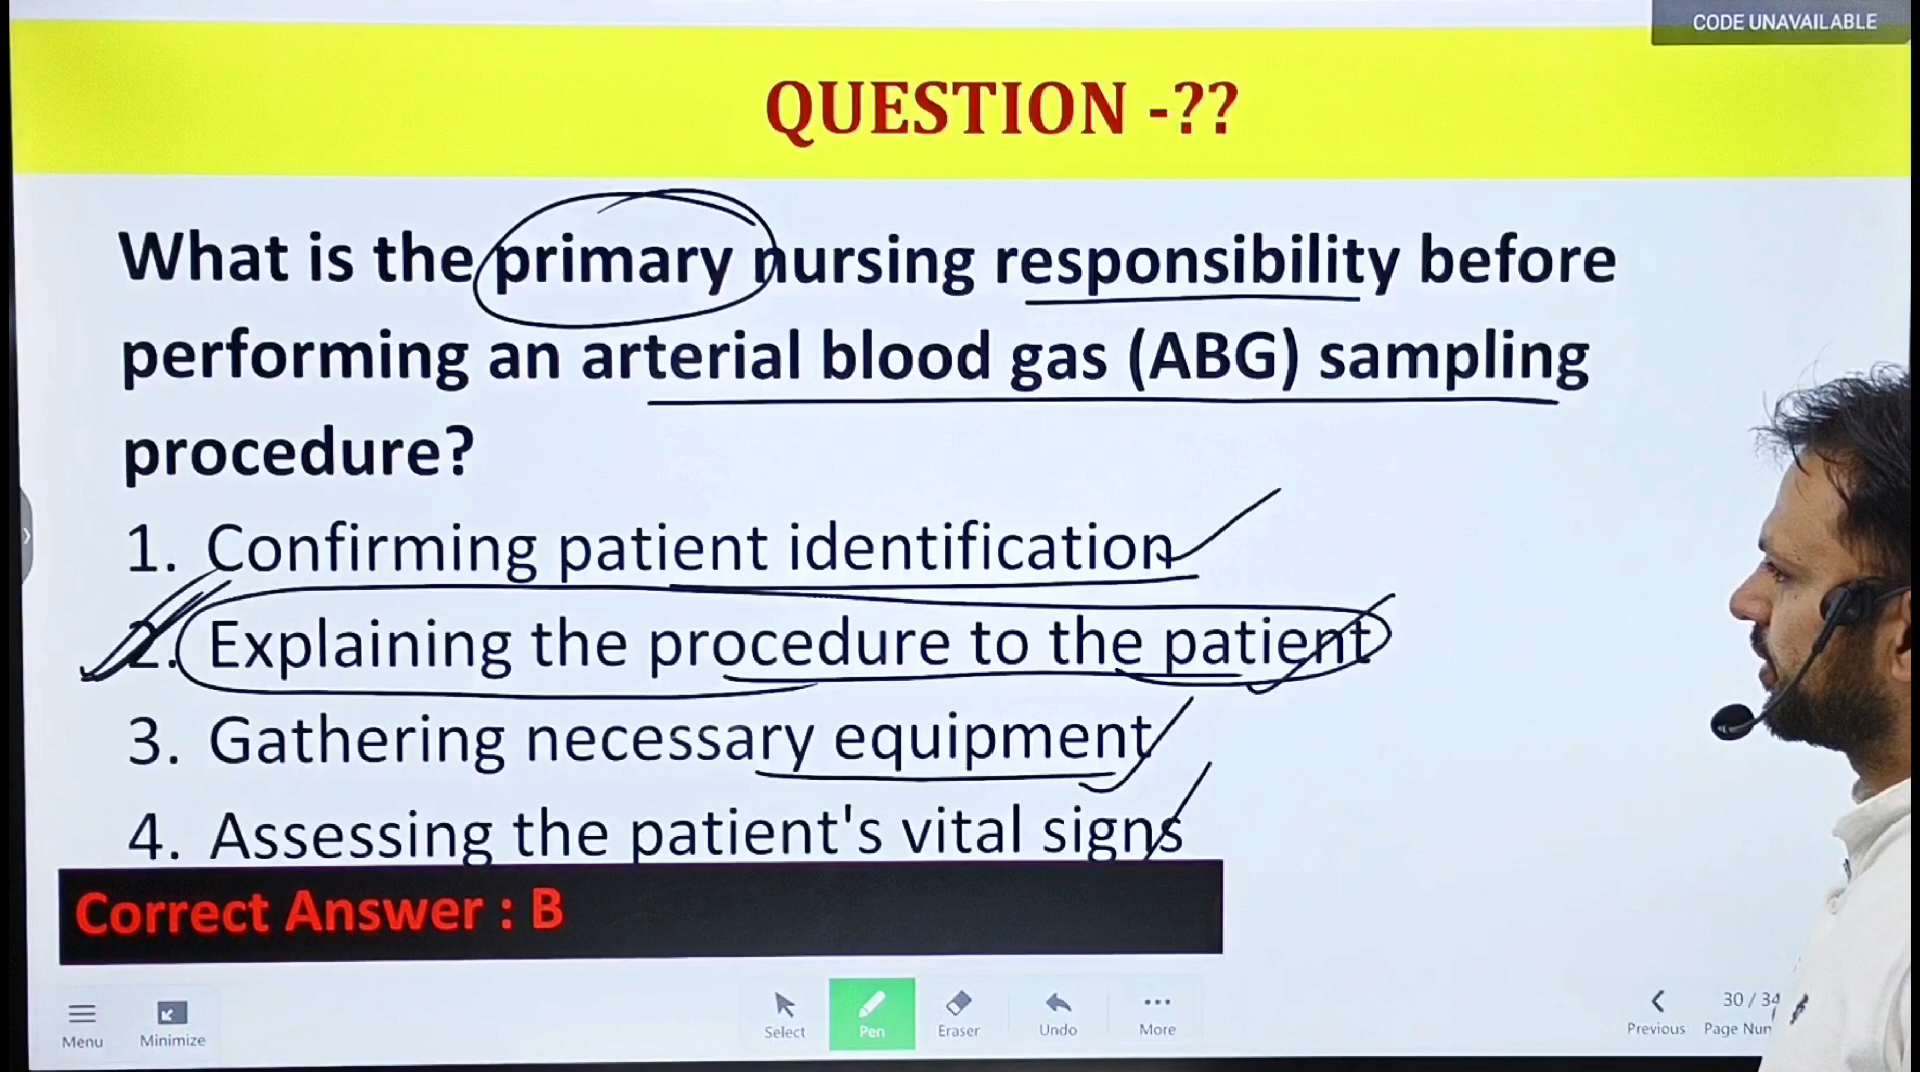 CODE UNAVAILABLE
QUESTION -??
What is the primary nursing responsibility before
performing an arterial blood gas (ABG) sampling
procedure?
1. Confirming patient identification
2. Explaining the procedure to the patient
3. Gathering necessary equipment
4. Assessing the patient's vital signs
Correct Answer : B
Menu
Minimize
Select
Pen
Eraser
Undo
More
Previous
30 / 34
Page